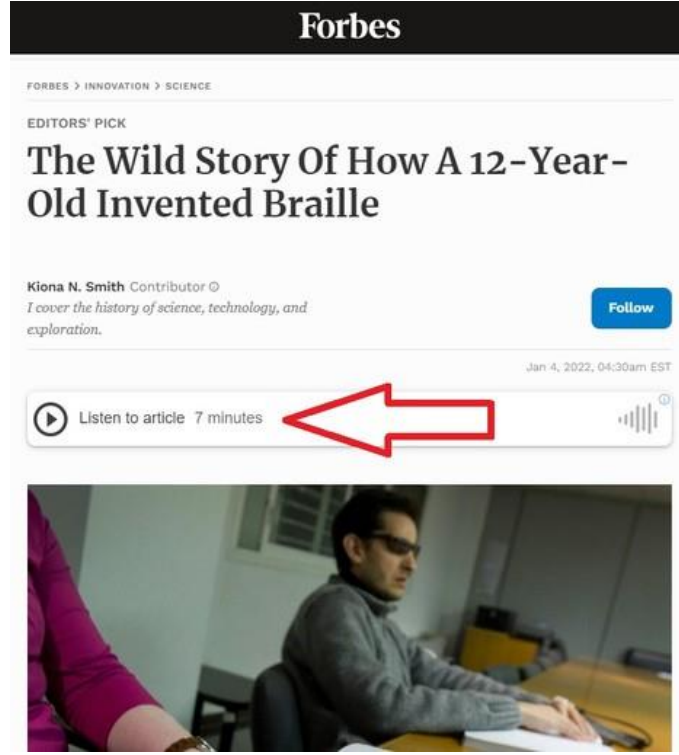 Forbes
FORBES > INNOVATION > SCIENCE
EDITORS' PICK
The Wild Story Of How A 12-Year-
Old Invented Braille
Kiona N. Smith Contributor
I cover the history of science, technology, and
exploration.
Follow
Jan 4, 2022, 04:30am EST
Listen to article 7 minutes